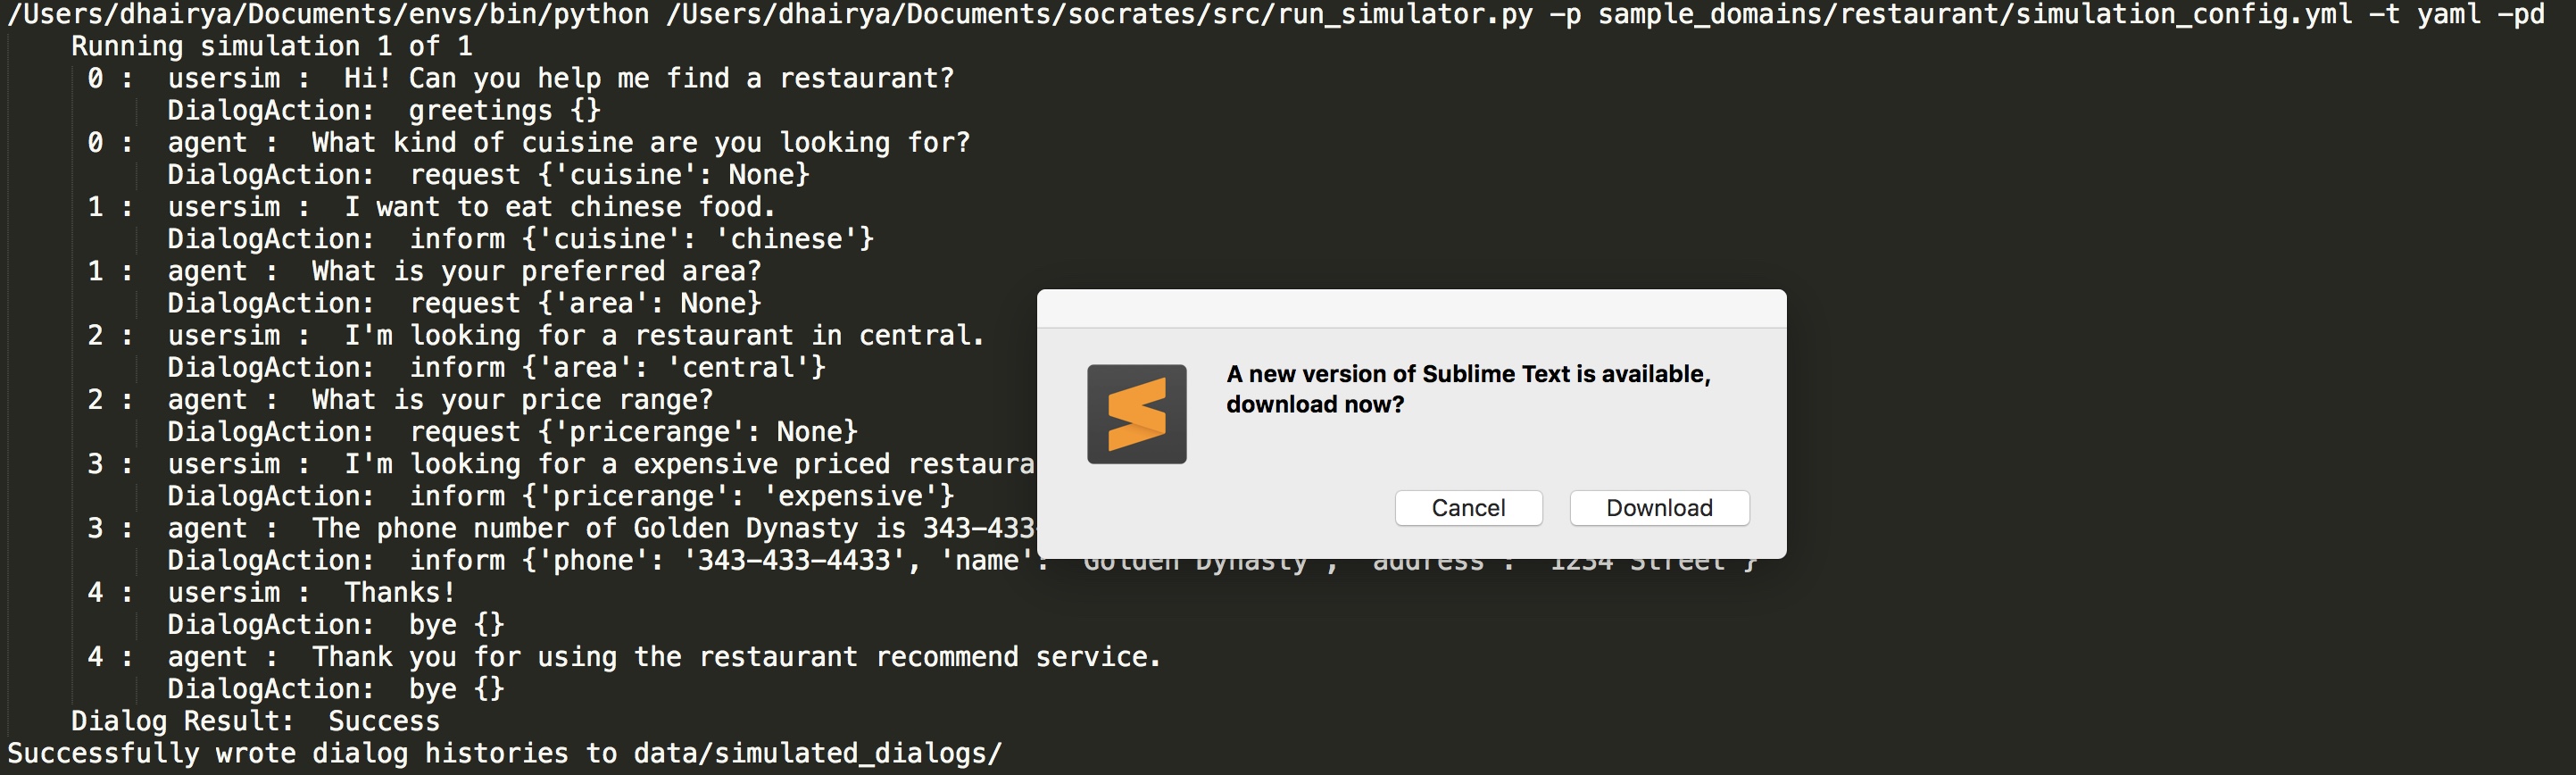 /Users/dhairya/Documents/envs/bin/python /Users/dhairya/Documents/socrates/src/run_simulator.py -p sample_domains/restaurant/simulation_config.yml -t yaml -pd
Running simulation 1 of 1
0 :  usersim :  Hi! Can you help me find a restaurant?
DialogAction:  greetings {}
0 :  agent :  What kind of cuisine are you looking for?
DialogAction:  request {'cuisine': None}
1 :  usersim :  I want to eat chinese food.
DialogAction:  inform {'cuisine': 'chinese'}
1 :  agent :  What is your preferred area?
DialogAction:  request {'area': None}
2 :  usersim :  I'm looking for a restaurant in central.
DialogAction:  inform {'area': 'central'}
2 :  agent :  What is your price range?
DialogAction:  request {'pricerange': None}
3 :  usersim :  I'm looking for a expensive priced restaura
DialogAction:  inform {'pricerange': 'expensive'}
3 :  agent :  The phone number of Golden Dynasty is 343-433-
DialogAction:  inform {'phone': '343-433-4433', 'name': 'Golden Dynasty', 'address': '1234 Street'}
4 :  usersim :  Thanks!
DialogAction:  bye {}
4 :  agent :  Thank you for using the restaurant recommend service.
DialogAction:  bye {}
Dialog Result:  Success
Successfully wrote dialog histories to data/simulated_dialogs/
A new version of Sublime Text is available,
download now?
Cancel
Download